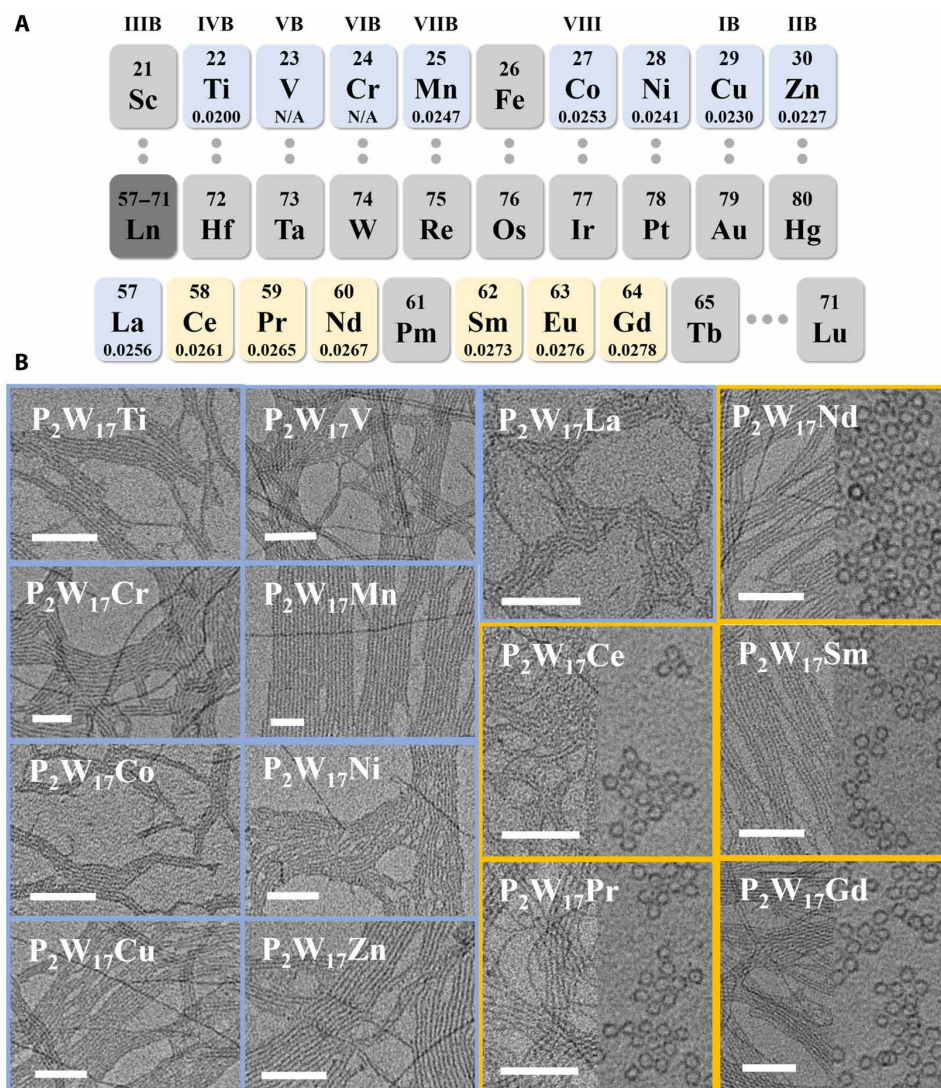 A
IIIB IVB VB VIB VIIB VIII IB IIB
21 22 23 24 25 26 27 28 29 30
Sc Ti V Cr Mn Fe Co Ni Cu Zn
0.0200 N/A N/A 0.0247 0.0253 0.0241 0.0230 0.0227
57–71 72 73 74 75 76 77 78 79 80
Ln Hf Ta W Re Os Ir Pt Au Hg
57 58 59 60 61 62 63 64 65 71
La Ce Pr Nd Pm Sm Eu Gd Tb Lu
0.0256 0.0261 0.0265 0.0267 0.0273 0.0276 0.0278
B
P₂W₁₇Ti P₂W₁₇V P₂W₁₇La P₂W₁₇Nd
P₂W₁₇Cr P₂W₁₇Mn
P₂W₁₇Ce P₂W₁₇Sm
P₂W₁₇Co P₂W₁₇Ni
P₂W₁₇Pr P₂W₁₇Gd
P₂W₁₇Cu P₂W₁₇Zn